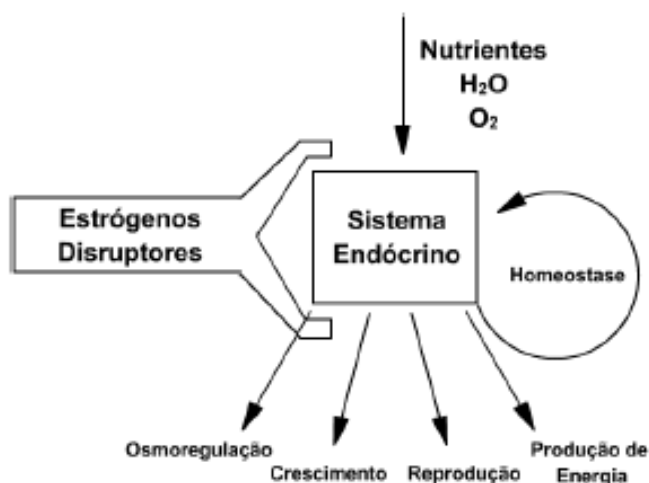 Nutrientes
H₂O
O₂
Estrógenos
Disruptores
Sistema
Endócrino
Homeostase
Osmoregulação
Crescimento
Reprodução
Produção de
Energia